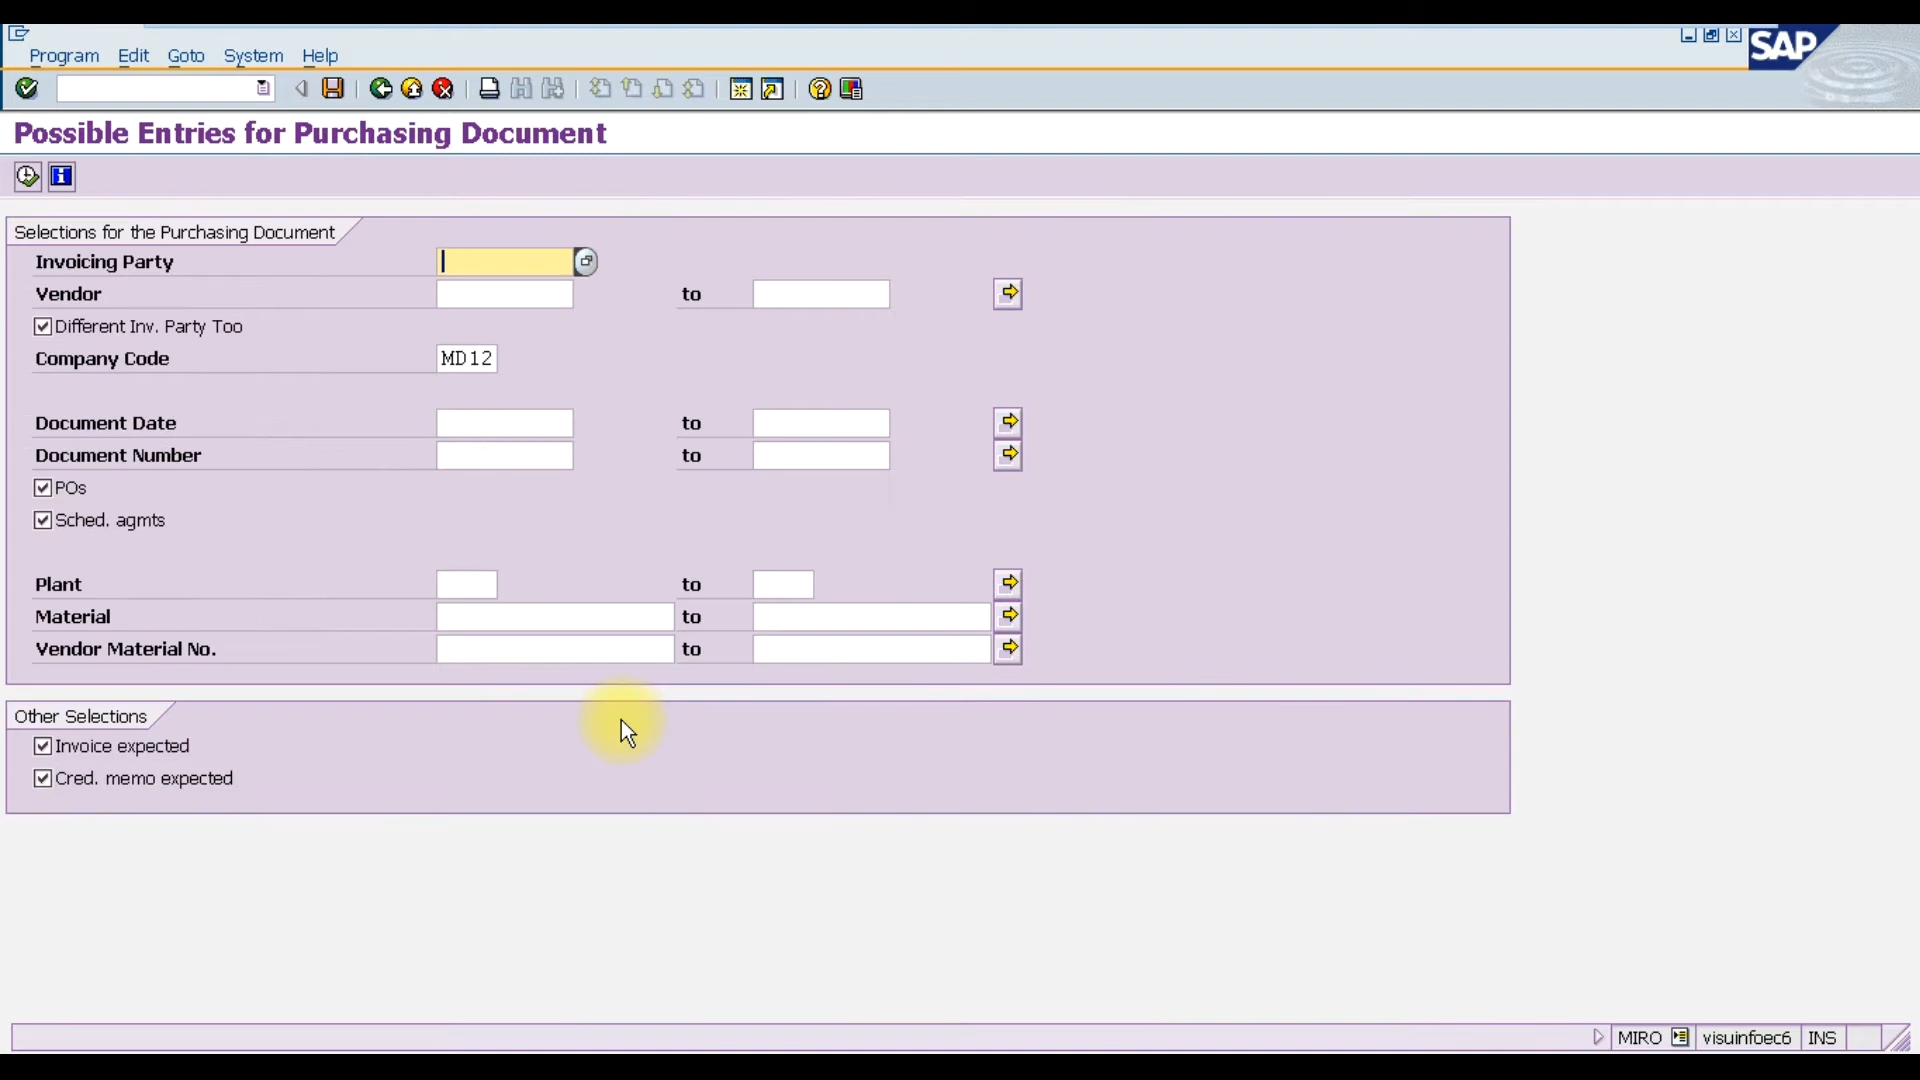 Program Edit Goto System Help
SAP
Possible Entries for Purchasing Document
Selections for the Purchasing Document
Invoicing Party
Vendor to
Different Inv. Party Too
Company Code MD12
Document Date to
Document Number to
POs
Sched. agmts
Plant to
Material to
Vendor Material No. to
Other Selections
Invoice expected
Cred. memo expected
MIRO visuinfoec6 INS